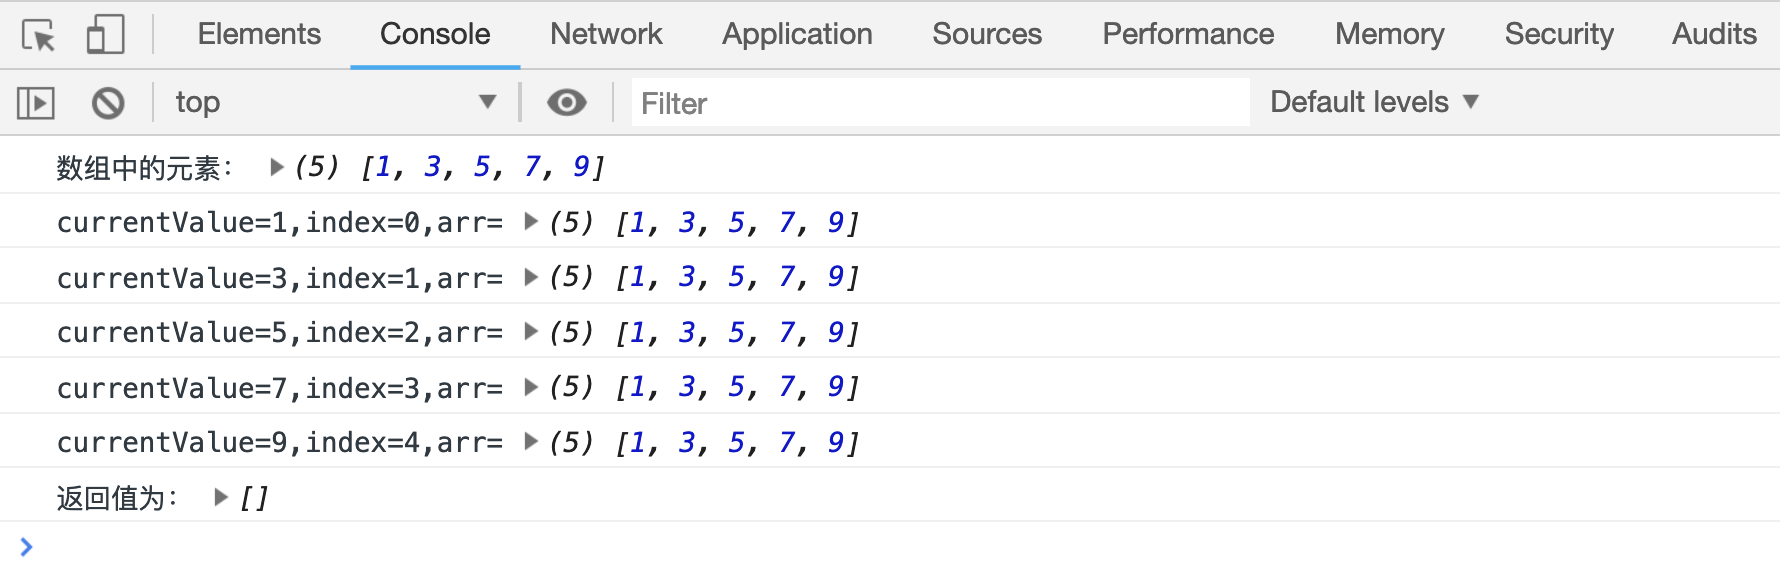 Elements Console Network Application Sources Performance Memory Security Audits
top Filter Default levels
数组中的元素： (5) [1, 3, 5, 7, 9]
currentValue=1,index=0,arr= (5) [1, 3, 5, 7, 9]
currentValue=3,index=1,arr= (5) [1, 3, 5, 7, 9]
currentValue=5,index=2,arr= (5) [1, 3, 5, 7, 9]
currentValue=7,index=3,arr= (5) [1, 3, 5, 7, 9]
currentValue=9,index=4,arr= (5) [1, 3, 5, 7, 9]
返回值为： []